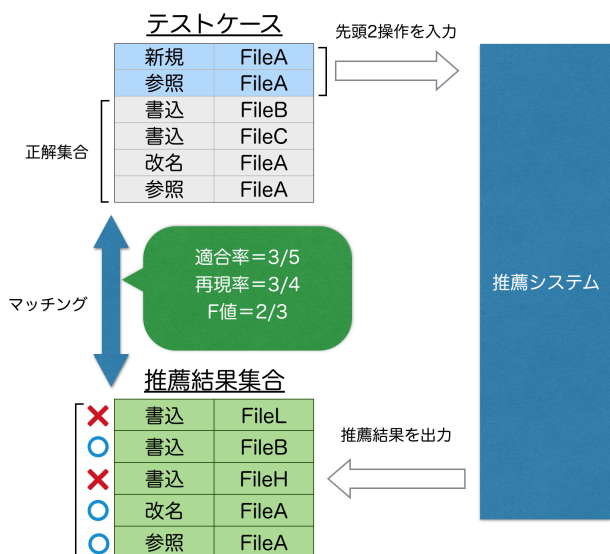 テストケース
先頭2操作を入力
新規 FileA
参照 FileA
書込 FileB
書込 FileC
改名 FileA
参照 FileA
正解集合
適合率＝3/5
再現率＝3/4
F値＝2/3
マッチング
推薦システム
推薦結果集合
推薦結果を出力
書込 FileL
書込 FileB
書込 FileH
改名 FileA
参照 FileA